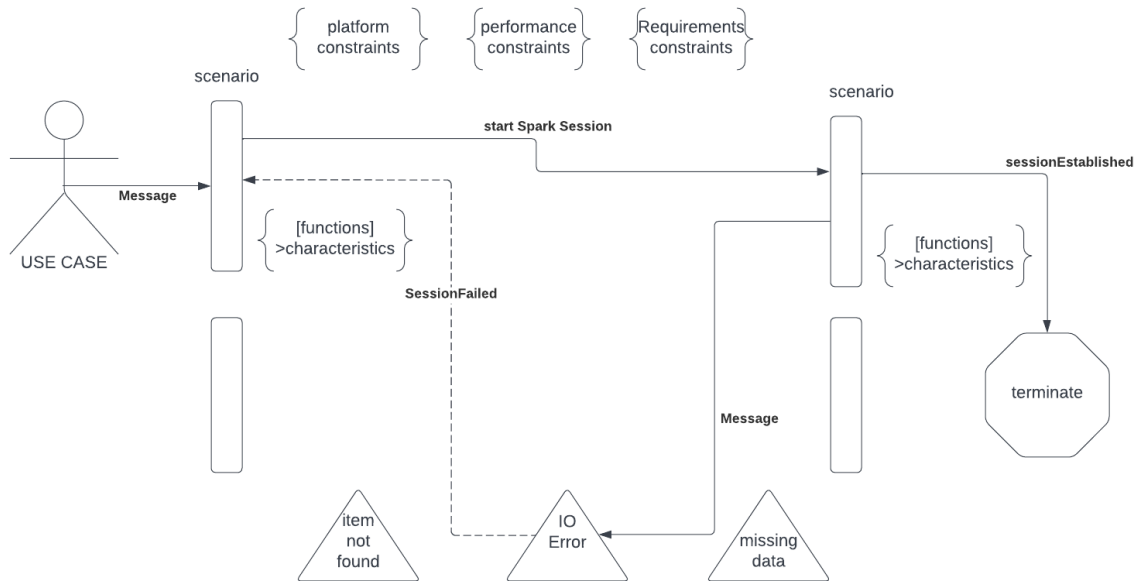 platform
constraints
performance
constraints
Requirements
constraints
scenario
scenario
start Spark Session
sessionEstablished
Message
[functions]
>characteristics
[functions]
>characteristics
USE CASE
SessionFailed
terminate
Message
item
not
found
IO
Error
missing
data